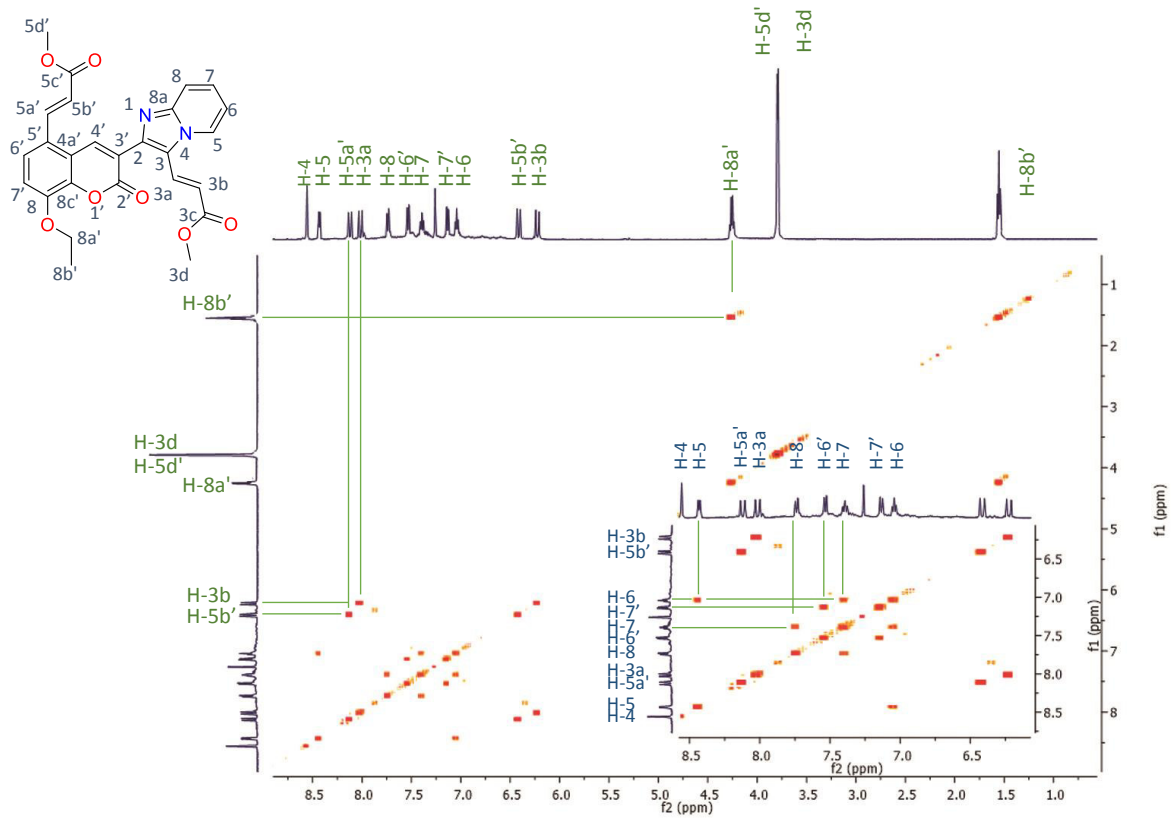 5d'
O
O
5c'
5a'
5b'
5'
4a'
4'
3'
6'
7'
8
8c'
O
1'
2'
O
O
8a'
8b'
1
N
8a
8
7
6
5
N
4
2
3
3a
3b
3c
O
O
3d
H-4
H-5
H-5a'
H-3a
H-8
H-6'
H-7
H-7'
H-6
H-5b'
H-3b
H-8a'
H-5d'
H-3d
H-8b'
H-8b'
H-3d
H-5d'
H-8a'
H-3b
H-5b'
1
2
3
4
5
6
7
8
f1 (ppm)
8.5 8.0 7.5 7.0 6.5 6.0 5.5 5.0 4.5 4.0 3.5 3.0 2.5 2.0 1.5 1.0
f2 (ppm)
H-4
H-5
H-5a'
H-3a
H-8
H-6'
H-7
H-7'
H-6
H-3b
H-5b'
H-6
H-7'
H-7
H-6'
H-8
H-3a
H-5a'
H-5
H-4
6.5
7.0
7.5
8.0
8.5
f1 (ppm)
8.5 8.0 7.5 7.0 6.5
f2 (ppm)